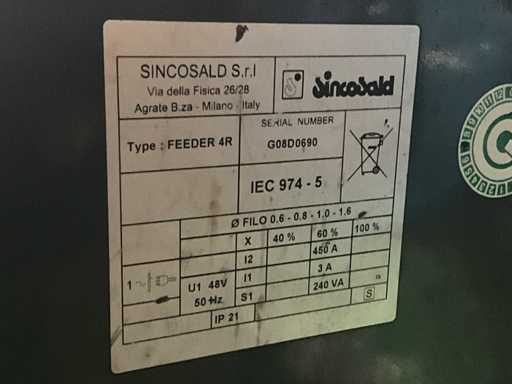 SINCOSALD S.r.l
Via della Fisica 26/28
Agrate B.za - Milano - Italy
Sincosald
Type : FEEDER 4R
SERIAL NUMBER
G08D0690
IEC 974 - 5
Ø FILO 0.6 - 0.8 - 1.0 - 1.6
X 40 % 60 % 100 %
I2 450 A
1 U1 48V I1 3 A
50 Hz S1 240 VA S
IP 21